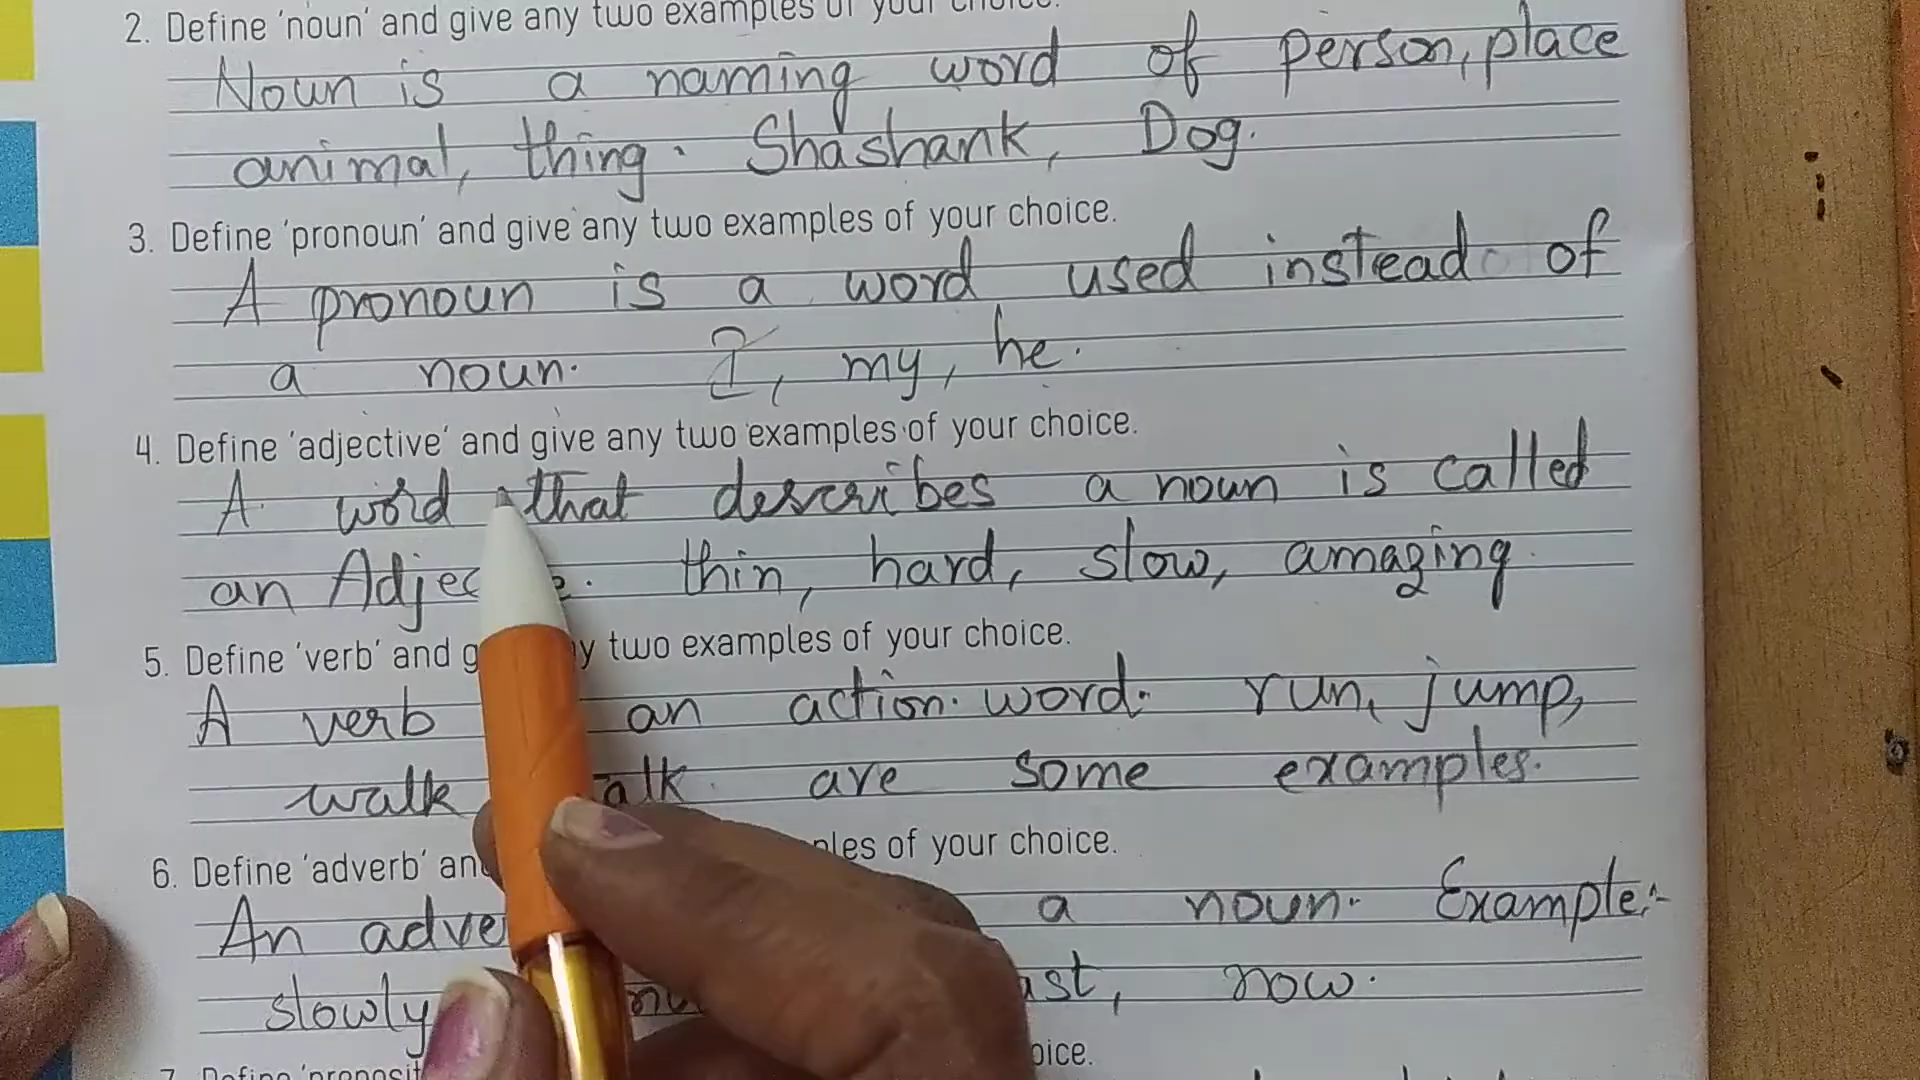 2. Define 'noun' and give any two examples of your choice.
Noun is a naming word of person, place
animal, thing. Shashank, Dog.
3. Define 'pronoun' and give any two examples of your choice.
A pronoun is a word used instead of
a noun. I, my, he.
4. Define 'adjective' and give any two examples of your choice.
A word that describes a noun is called
an Adjec e. thin, hard, slow, amazing.
5. Define 'verb' and g y two examples of your choice.
A verb an action word. run, jump,
walk alk are some examples.
6. Define 'adverb' an ples of your choice.
An adve a noun. Example:-
slowly ast, now.
7. Define oice.